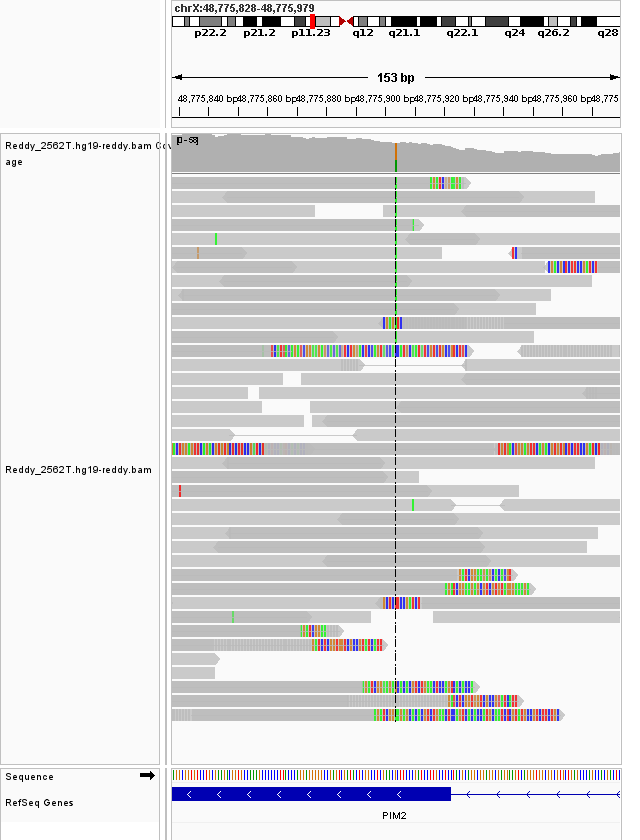 chrX:48,775,828-48,775,979
p22.2 p21.2 p11.23 q12 q21.1 q22.1 q24 q26.2 q28
153 bp
48,775,840 bp 48,775,860 bp 48,775,880 bp 48,775,900 bp 48,775,920 bp 48,775,940 bp 48,775,960 bp 48,775
Reddy_2562T.hg19-reddy.bam Cov
age
Reddy_2562T.hg19-reddy.bam
Sequence
RefSeq Genes
PIM2